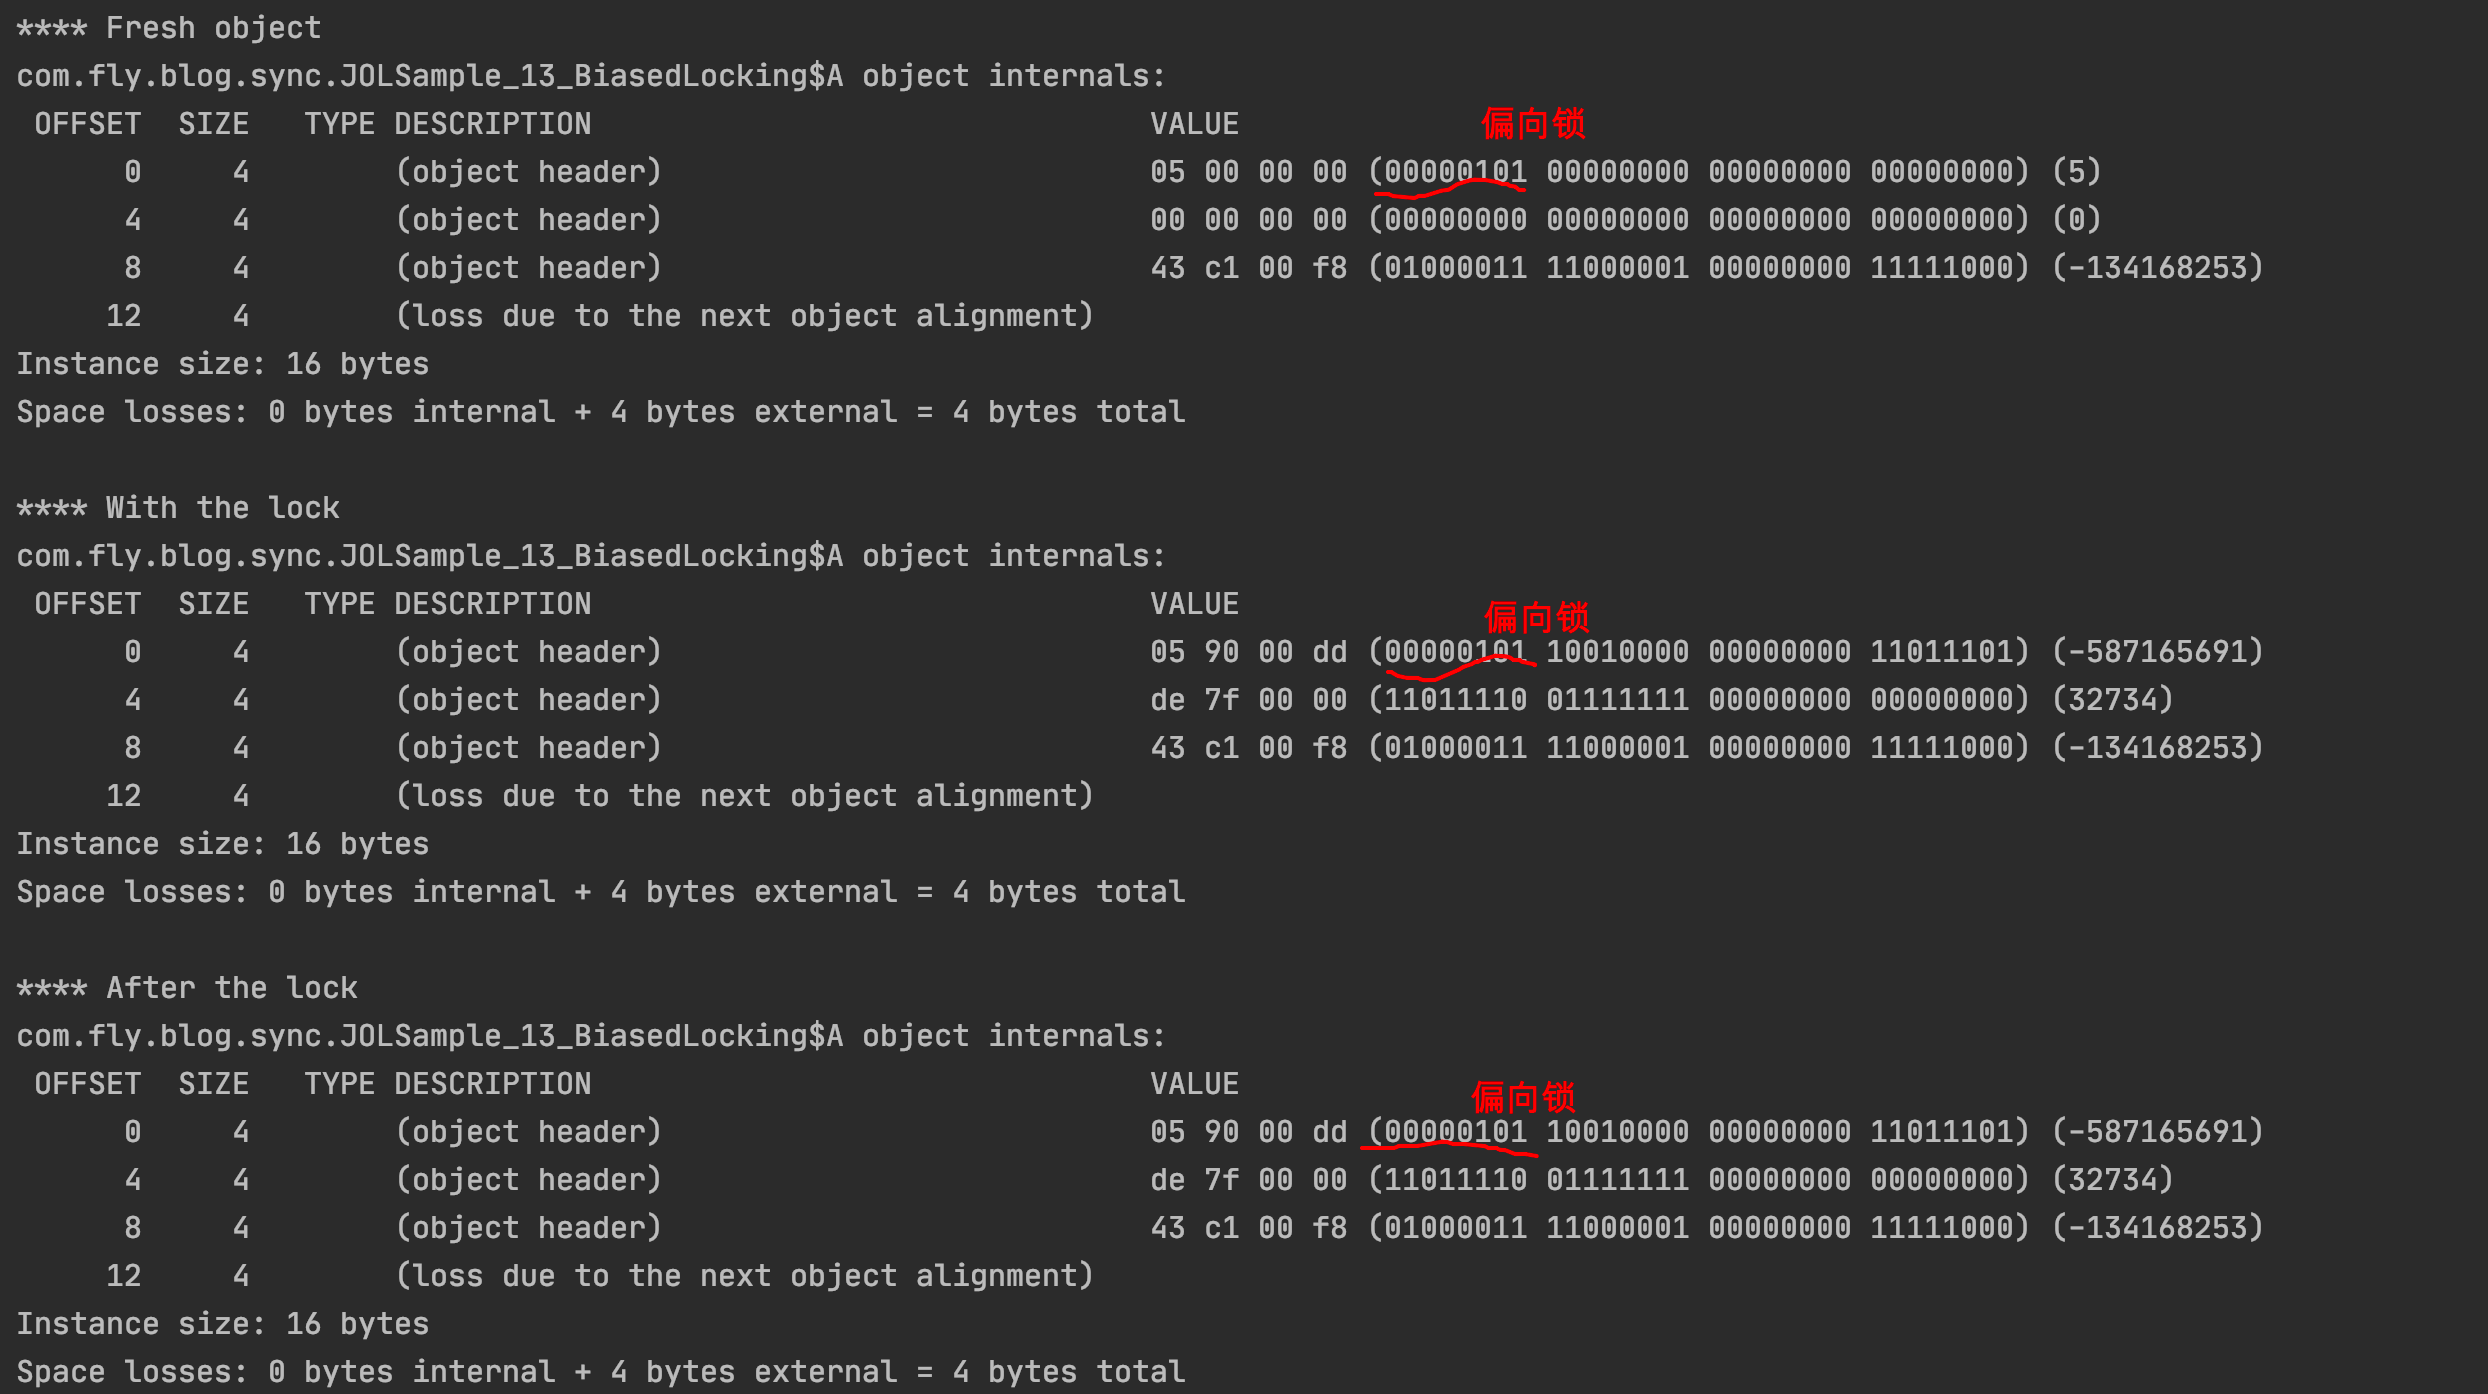 **** Fresh object
com.fly.blog.sync.JOLSample_13_BiasedLocking$A object internals:
OFFSET SIZE TYPE DESCRIPTION VALUE 偏向锁
0 4 (object header) 05 00 00 00 (00000101 00000000 00000000 00000000) (5)
4 4 (object header) 00 00 00 00 (00000000 00000000 00000000 00000000) (0)
8 4 (object header) 43 c1 00 f8 (01000011 11000001 00000000 11111000) (-134168253)
12 4 (loss due to the next object alignment)
Instance size: 16 bytes
Space losses: 0 bytes internal + 4 bytes external = 4 bytes total
**** With the lock
com.fly.blog.sync.JOLSample_13_BiasedLocking$A object internals:
OFFSET SIZE TYPE DESCRIPTION VALUE 偏向锁
0 4 (object header) 05 90 00 dd (00000101 10010000 00000000 11011101) (-587165691)
4 4 (object header) de 7f 00 00 (11011110 01111111 00000000 00000000) (32734)
8 4 (object header) 43 c1 00 f8 (01000011 11000001 00000000 11111000) (-134168253)
12 4 (loss due to the next object alignment)
Instance size: 16 bytes
Space losses: 0 bytes internal + 4 bytes external = 4 bytes total
**** After the lock
com.fly.blog.sync.JOLSample_13_BiasedLocking$A object internals:
OFFSET SIZE TYPE DESCRIPTION VALUE 偏向锁
0 4 (object header) 05 90 00 dd (00000101 10010000 00000000 11011101) (-587165691)
4 4 (object header) de 7f 00 00 (11011110 01111111 00000000 00000000) (32734)
8 4 (object header) 43 c1 00 f8 (01000011 11000001 00000000 11111000) (-134168253)
12 4 (loss due to the next object alignment)
Instance size: 16 bytes
Space losses: 0 bytes internal + 4 bytes external = 4 bytes total